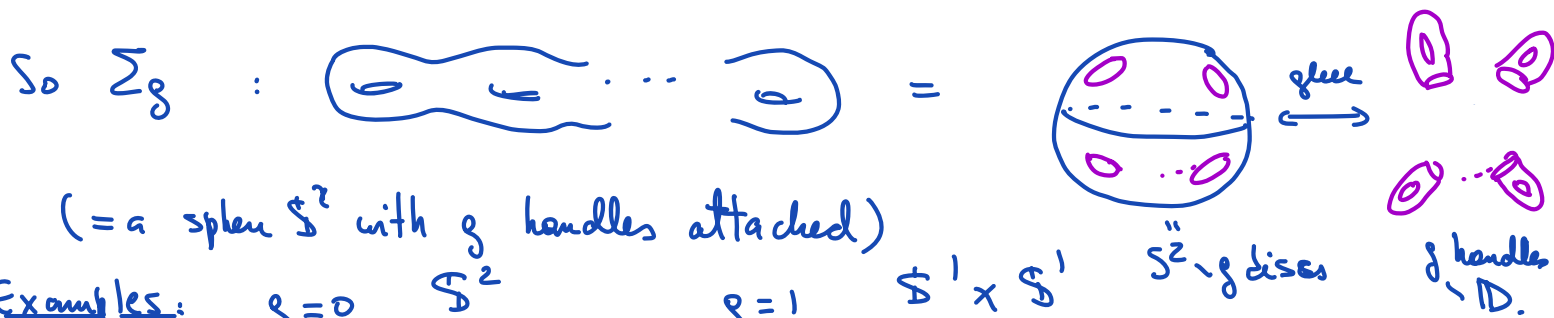 So Σg : ... = glue
(= a sphere S² with g handles attached) S² \ g discs g handles \ D.
Examples: g = 0 S² g = 1 S¹ × S¹